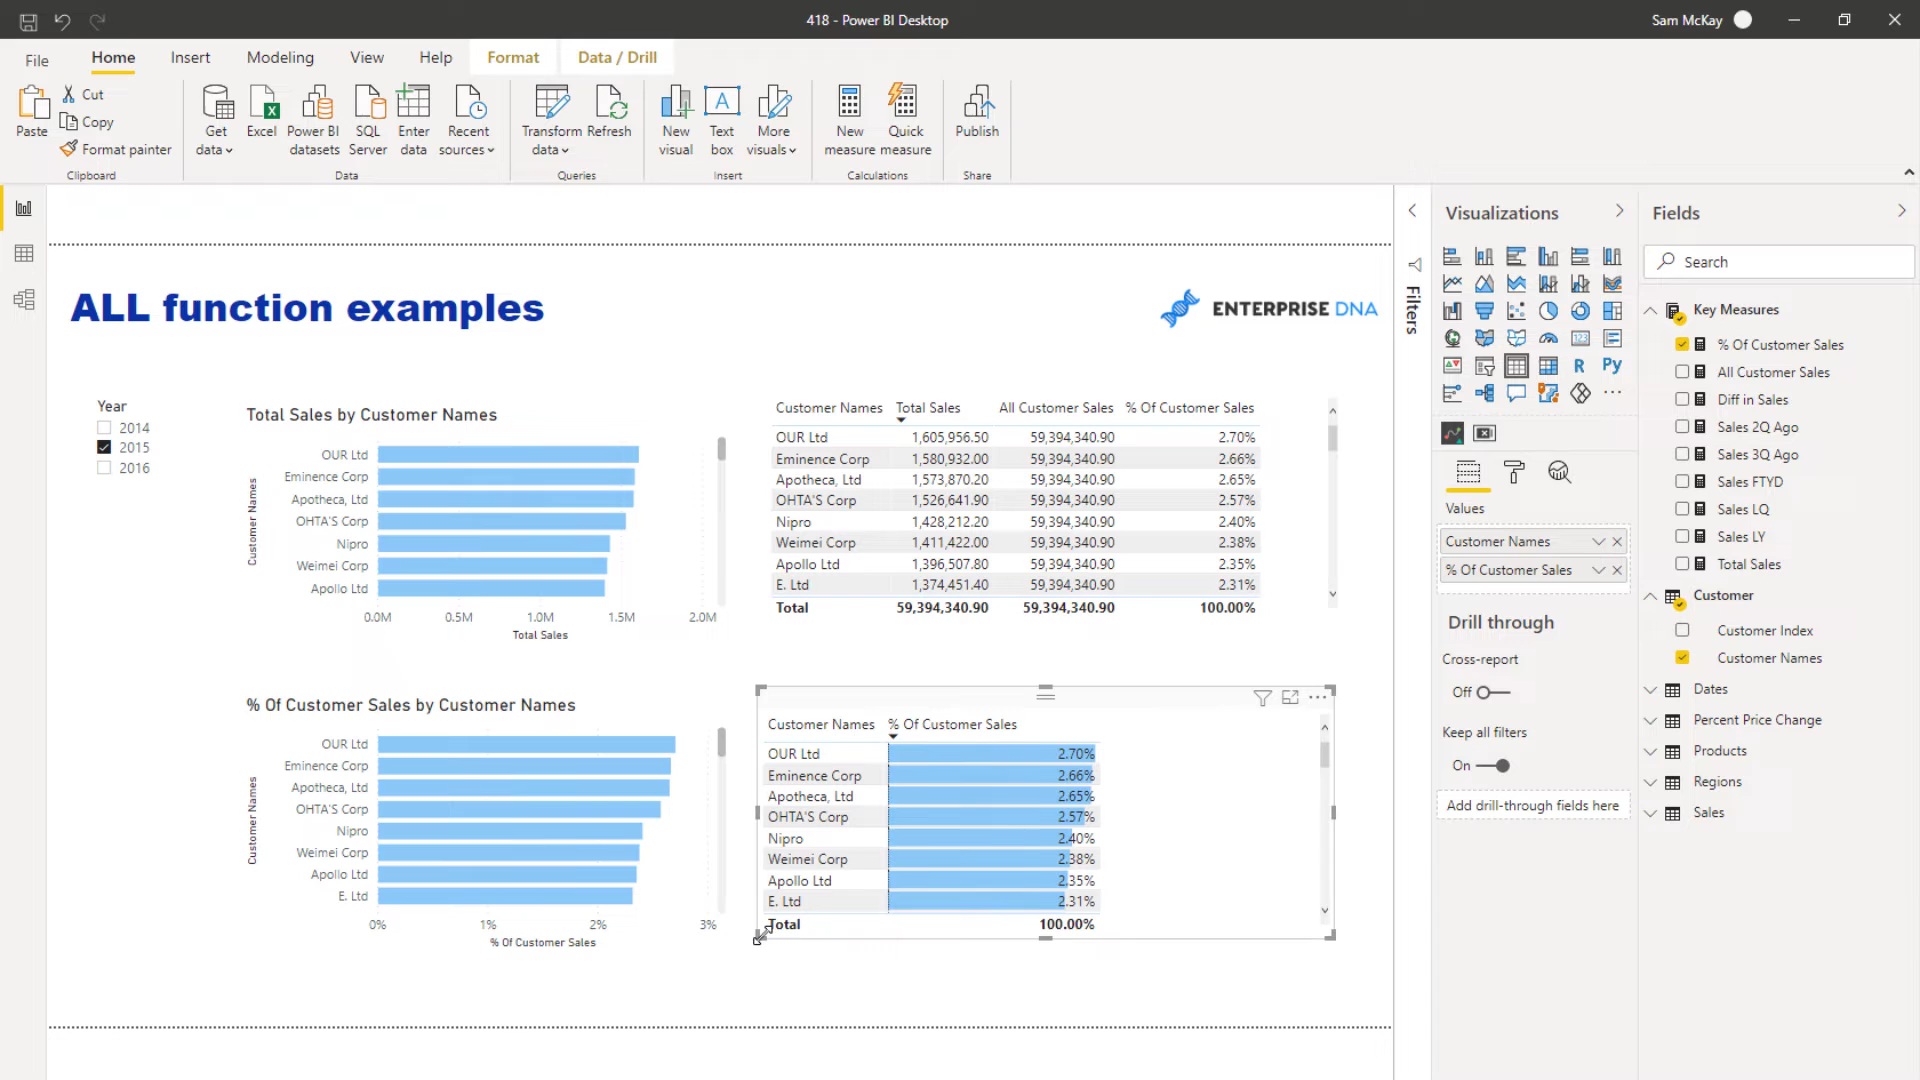 418 - Power BI Desktop
Sam McKay
File
Home
Insert
Modeling
View
Help
Format
Data / Drill
Paste
Cut
Copy
Format painter
Clipboard
Get data
Excel
Power BI datasets
SQL Server
Enter data
Recent sources
Data
Transform data
Refresh
Queries
New visual
Text box
More visuals
Insert
New measure
Quick measure
Calculations
Publish
Share
ALL function examples
ENTERPRISE DNA
Year
2014
2015
2016
Total Sales by Customer Names
Customer Names
OUR Ltd
Eminence Corp
Apotheca, Ltd
OHTA'S Corp
Nipro
Weimei Corp
Apollo Ltd
0.0M 0.5M 1.0M 1.5M 2.0M
Total Sales
Customer Names Total Sales All Customer Sales % Of Customer Sales
OUR Ltd 1,605,956.50 59,394,340.90 2.70%
Eminence Corp 1,580,932.00 59,394,340.90 2.66%
Apotheca, Ltd 1,573,870.20 59,394,340.90 2.65%
OHTA'S Corp 1,526,641.90 59,394,340.90 2.57%
Nipro 1,428,212.20 59,394,340.90 2.40%
Weimei Corp 1,411,422.00 59,394,340.90 2.38%
Apollo Ltd 1,396,507.80 59,394,340.90 2.35%
E. Ltd 1,374,451.40 59,394,340.90 2.31%
Total 59,394,340.90 59,394,340.90 100.00%
% Of Customer Sales by Customer Names
Customer Names
OUR Ltd
Eminence Corp
Apotheca, Ltd
OHTA'S Corp
Nipro
Weimei Corp
Apollo Ltd
E. Ltd
0% 1% 2% 3%
% Of Customer Sales
Customer Names % Of Customer Sales
OUR Ltd 2.70%
Eminence Corp 2.66%
Apotheca, Ltd 2.65%
OHTA'S Corp 2.57%
Nipro 2.40%
Weimei Corp 2.38%
Apollo Ltd 2.35%
E. Ltd 2.31%
Total 100.00%
Filters
Visualizations
R
Py
123
Values
Customer Names
% Of Customer Sales
Drill through
Cross-report
Off
Keep all filters
On
Add drill-through fields here
Fields
Search
Key Measures
% Of Customer Sales
All Customer Sales
Diff in Sales
Sales 2Q Ago
Sales 3Q Ago
Sales FTYD
Sales LQ
Sales LY
Total Sales
Customer
Customer Index
Customer Names
Dates
Percent Price Change
Products
Regions
Sales